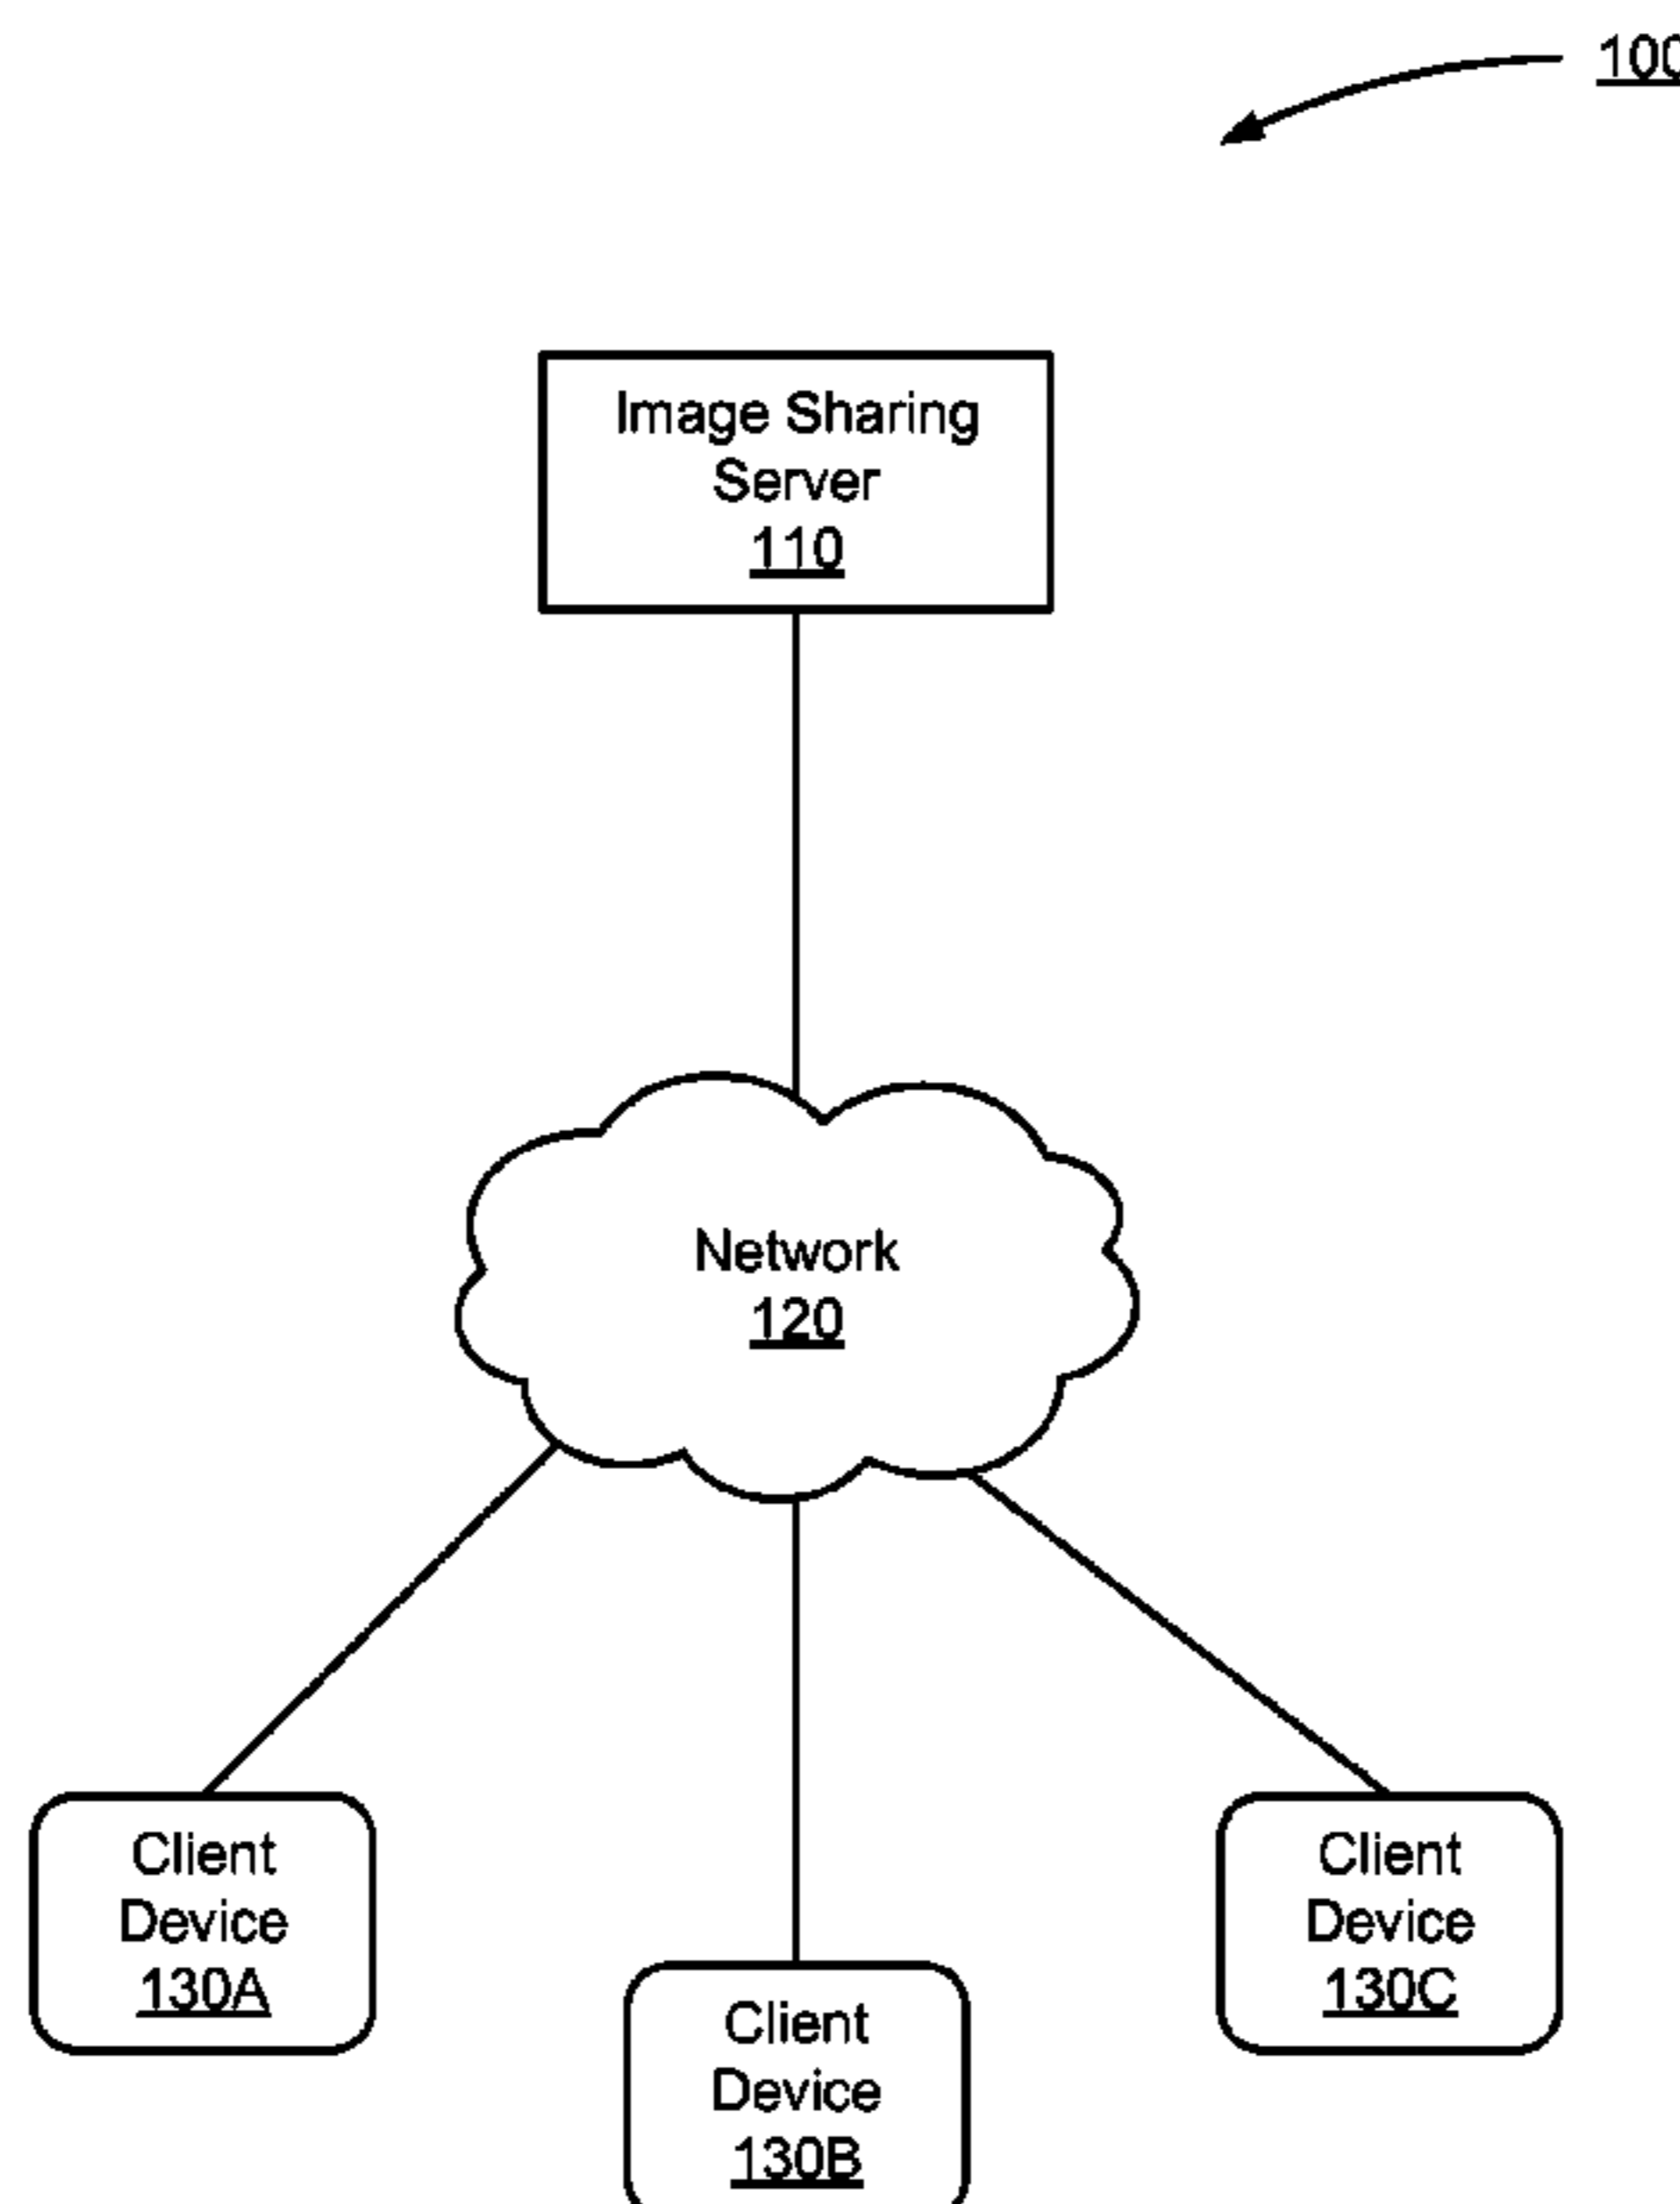 100
Image Sharing
Server
110
Network
120
Client
Device
130A
Client
Device
130B
Client
Device
130C